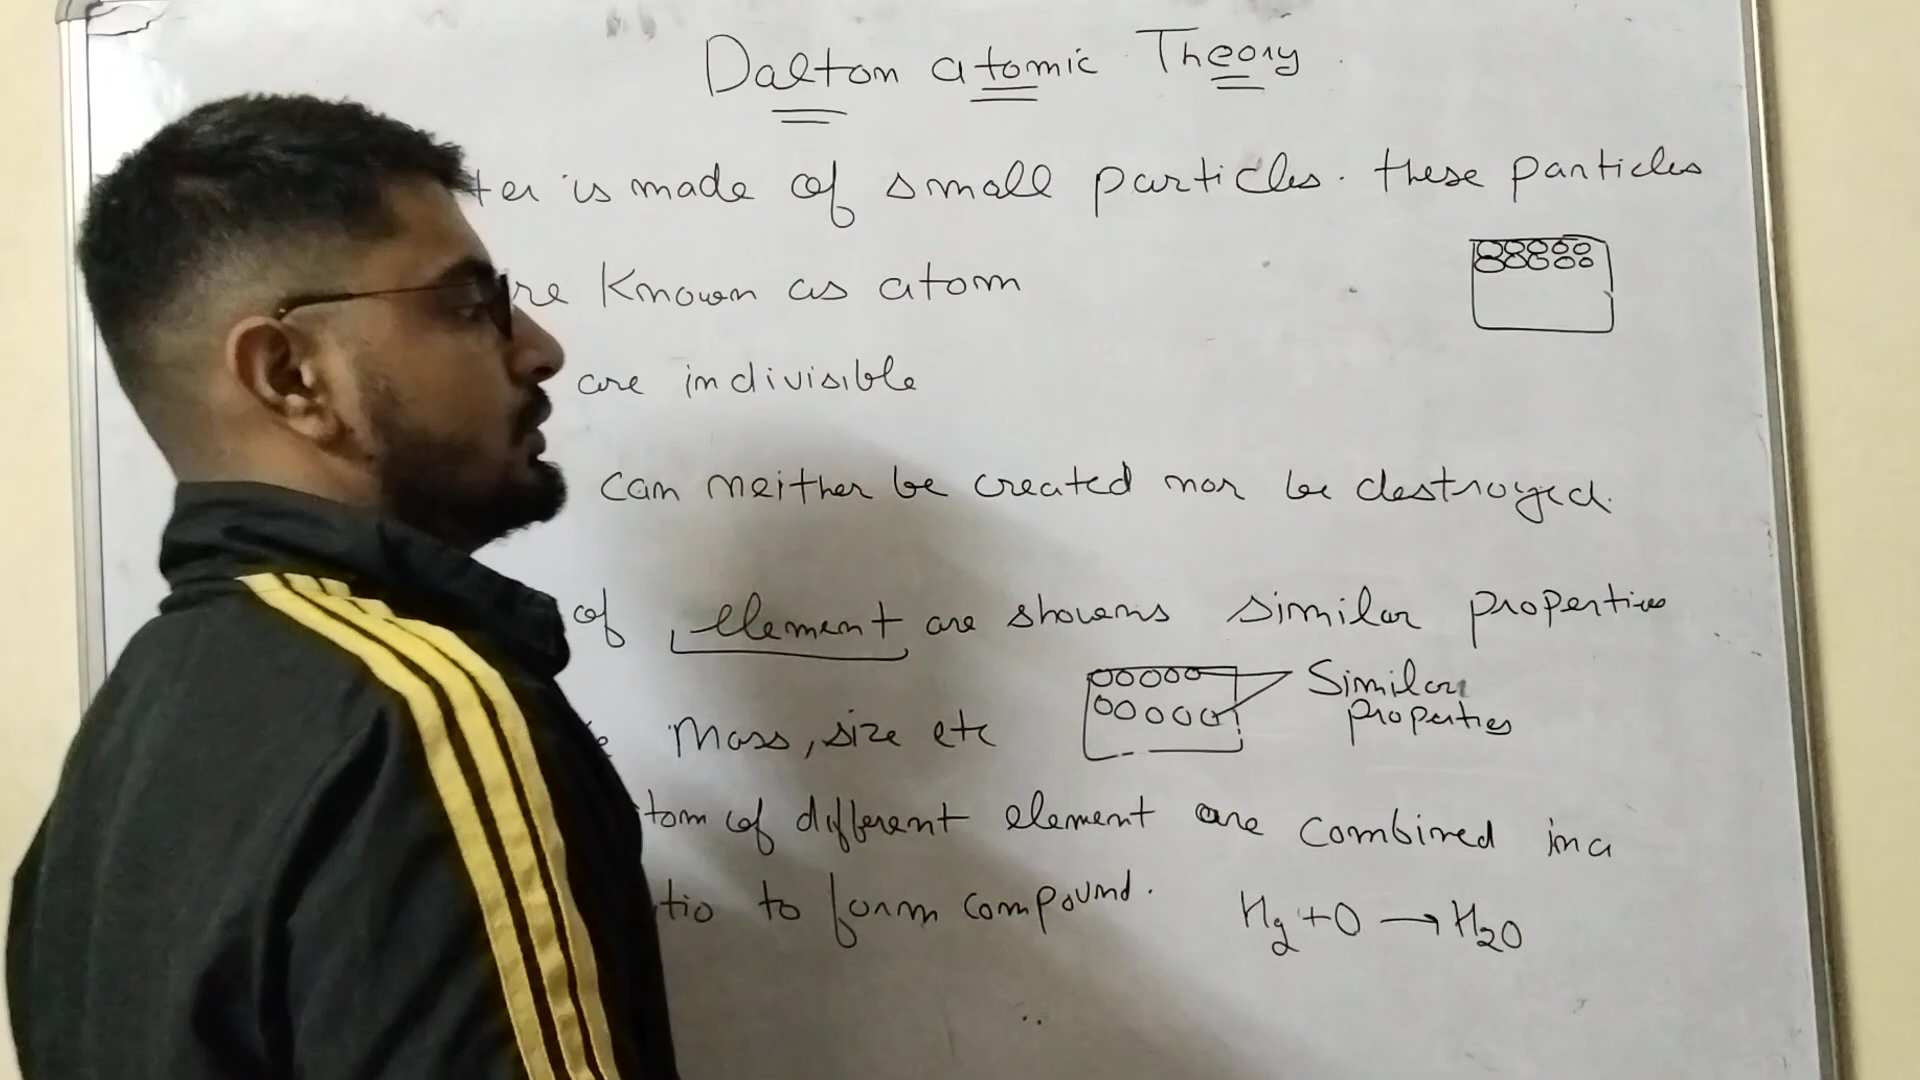 Dalton atomic Theory
ter is made of small particles. these particles
re known as atom
are indivisible
can neither be created nor be destroyed.
of element are showns similar properties
Similar
properties
Mass, size etc
tom of different element are combined in a
tio to form compound.
H2 + O → H2O